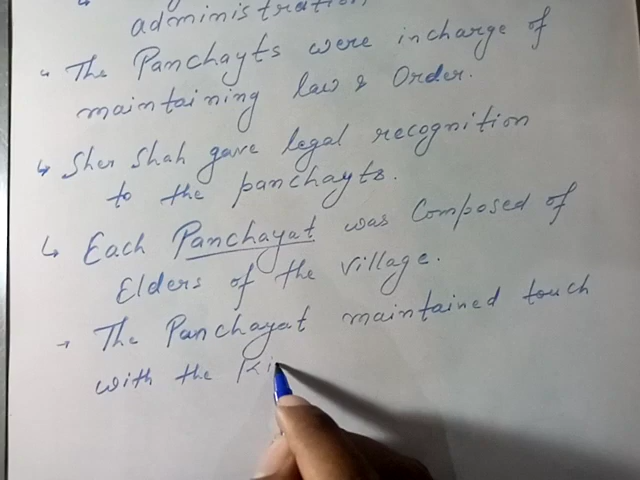 administration
The Panchayts were incharge of
maintaining law & Order.
Sher Shah gave legal recognition
to the panchayts.
Each Panchayat was Composed of
Elders of the village.
The Panchayat maintained touch
with the Ki